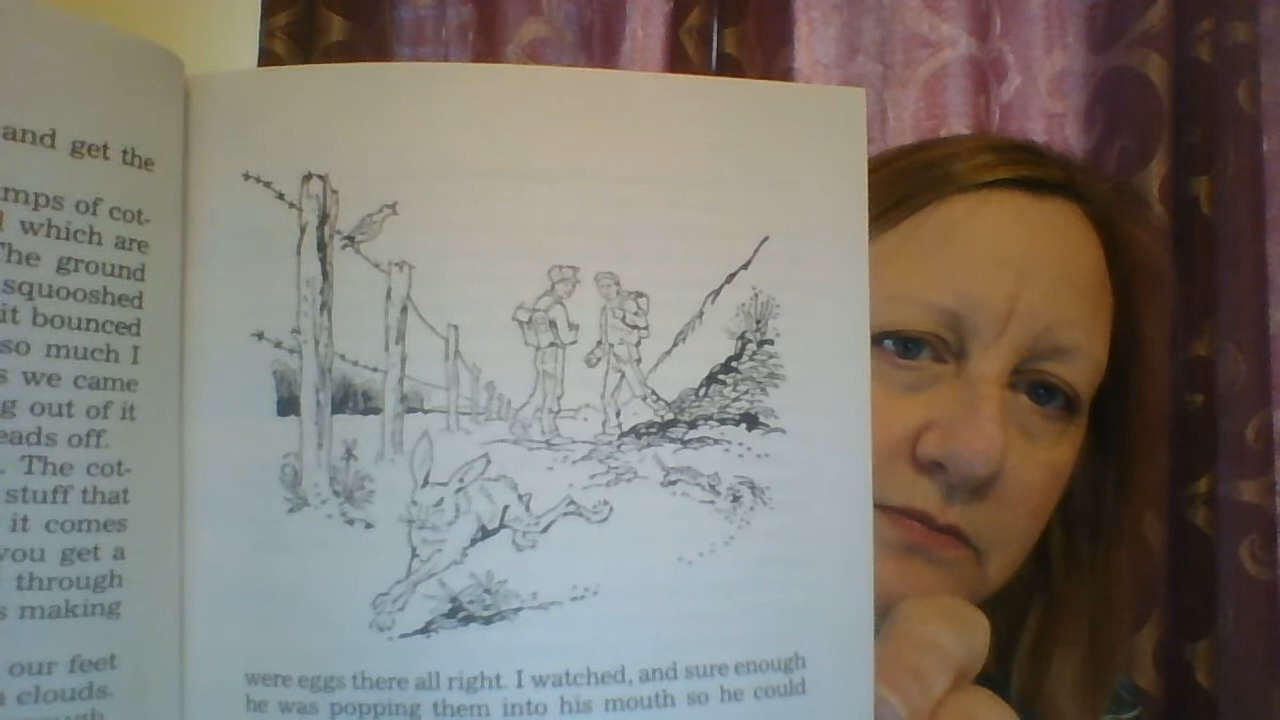 and get the
mps of cot-
which are
The ground
squooshed
it bounced
so much I
s we came
g out of it
eads off.
. The cot-
stuff that
it comes
you get a
through
s making
our feet
clouds.
were eggs there all right. I watched, and sure enough
he was popping them into his mouth so he could